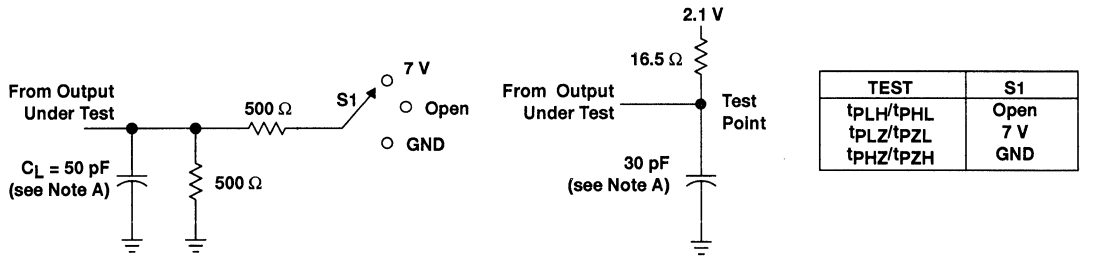 From Output
Under Test
500 Ω
S1
7 V
Open
GND
CL = 50 pF
(see Note A)
500 Ω
2.1 V
16.5 Ω
From Output
Under Test
Test
Point
30 pF
(see Note A)
TEST S1
tPLH/tPHL Open
tPLZ/tPZL 7 V
tPHZ/tPZH GND